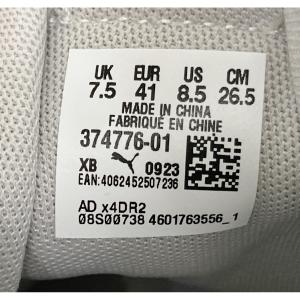 UK EUR US CM
7.5 41 8.5 26.5
MADE IN CHINA
FABRIQUÉ EN CHINE
374776-01
XB 0923
EAN: 4062452507236
AD x4DR2
08S00738 4601763556_1